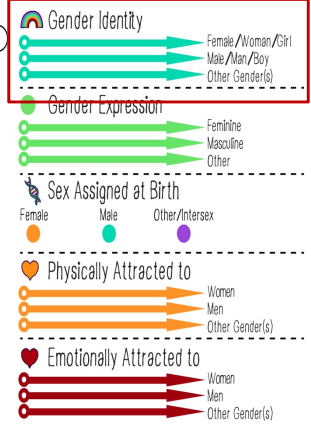 Gender Identity
Female/Woman/Girl
Male/Man/Boy
Other Gender(s)
Gender Expression
Feminine
Masculine
Other
Sex Assigned at Birth
Female Male Other/Intersex
Physically Attracted to
Women
Men
Other Gender(s)
Emotionally Attracted to
Women
Men
Other Gender(s)